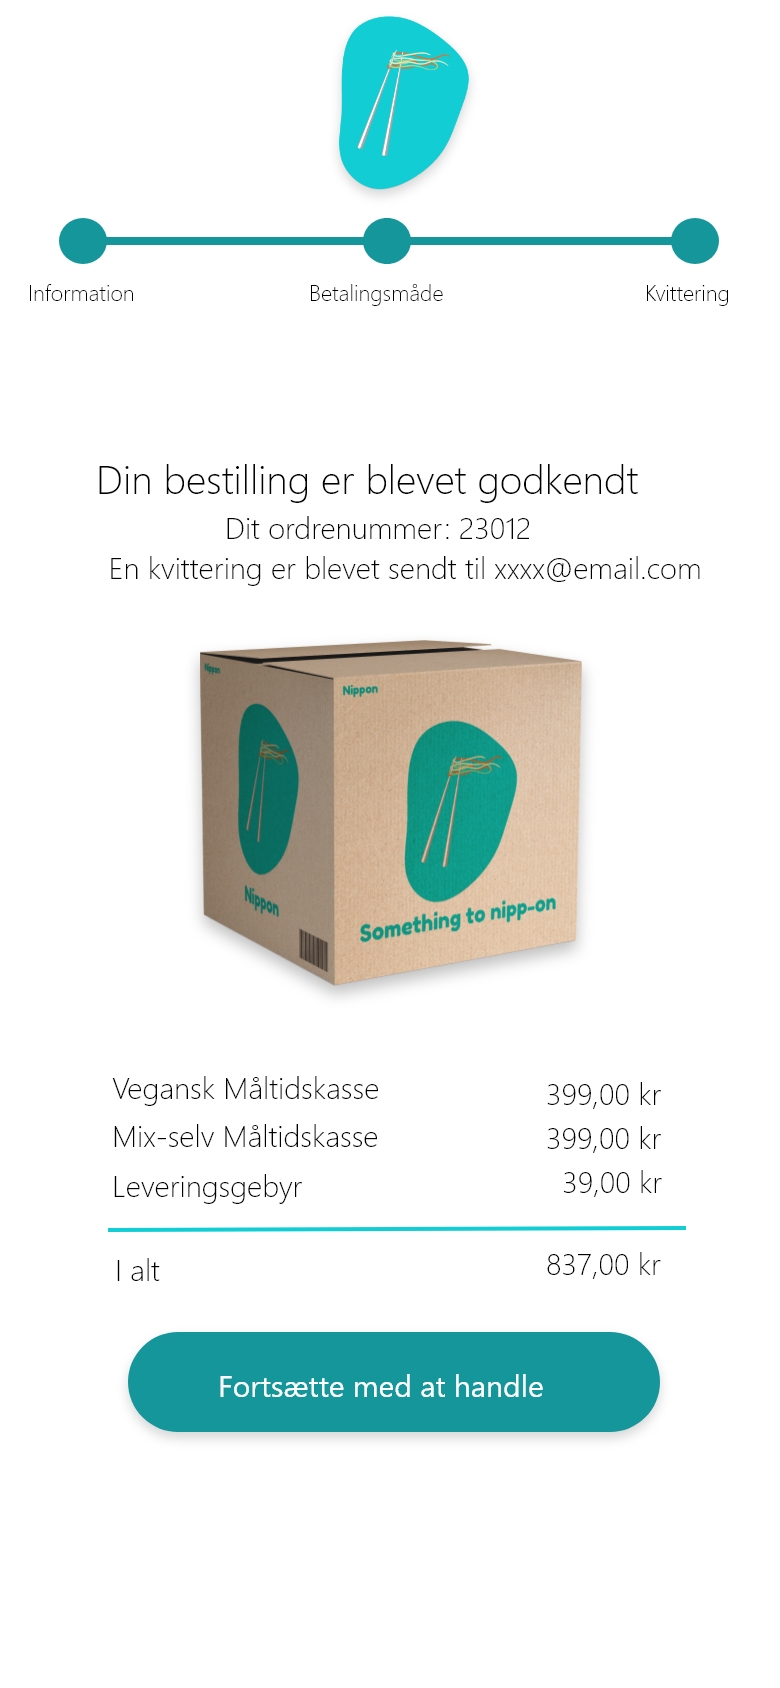 Information
Betalingsmåde
Kvittering
Din bestilling er blevet godkendt
Dit ordrenummer: 23012
En kvittering er blevet sendt til xxxx@email.com
Nippon
Nippon
Nippon
Something to nipp-on
Vegansk Måltidskasse 399,00 kr
Mix-selv Måltidskasse 399,00 kr
Leveringsgebyr 39,00 kr
I alt 837,00 kr
Fortsætte med at handle